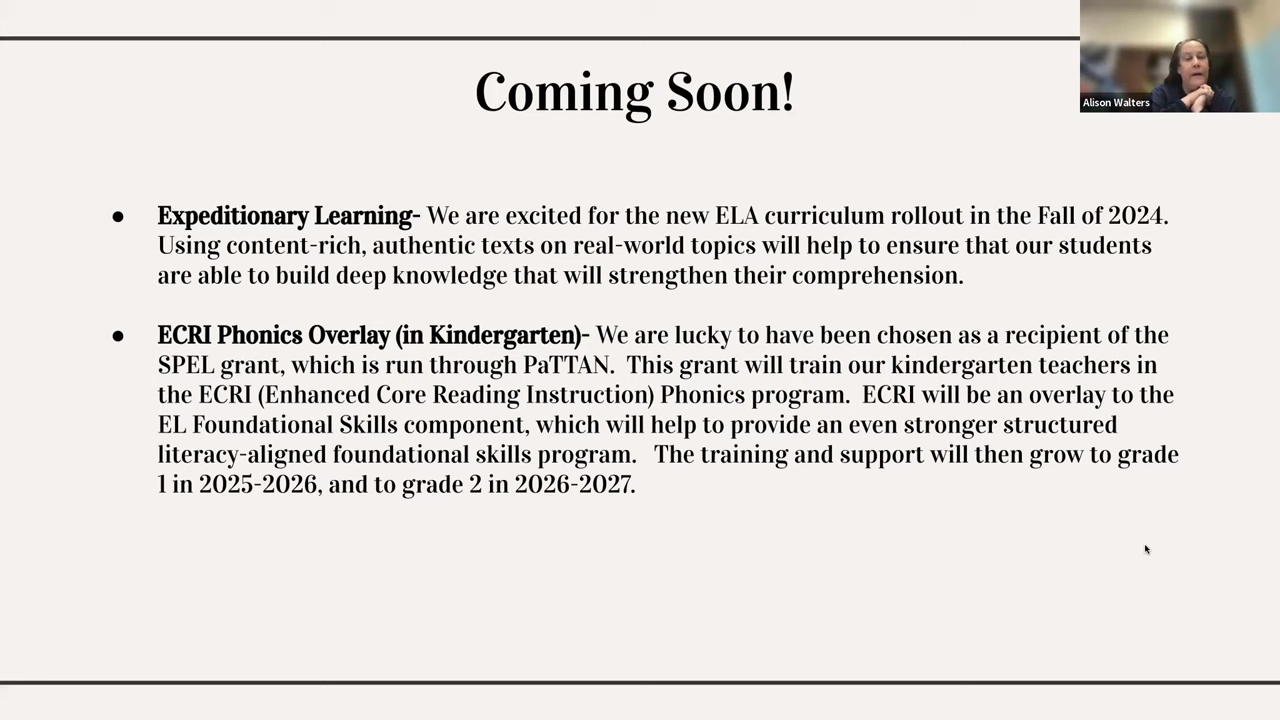 Coming Soon!
Alison Walters
● Expeditionary Learning- We are excited for the new ELA curriculum rollout in the Fall of 2024.
Using content-rich, authentic texts on real-world topics will help to ensure that our students
are able to build deep knowledge that will strengthen their comprehension.
● ECRI Phonics Overlay (in Kindergarten)- We are lucky to have been chosen as a recipient of the
SPEL grant, which is run through PaTTAN.  This grant will train our kindergarten teachers in
the ECRI (Enhanced Core Reading Instruction) Phonics program.  ECRI will be an overlay to the
EL Foundational Skills component, which will help to provide an even stronger structured
literacy-aligned foundational skills program.   The training and support will then grow to grade
1 in 2025-2026, and to grade 2 in 2026-2027.